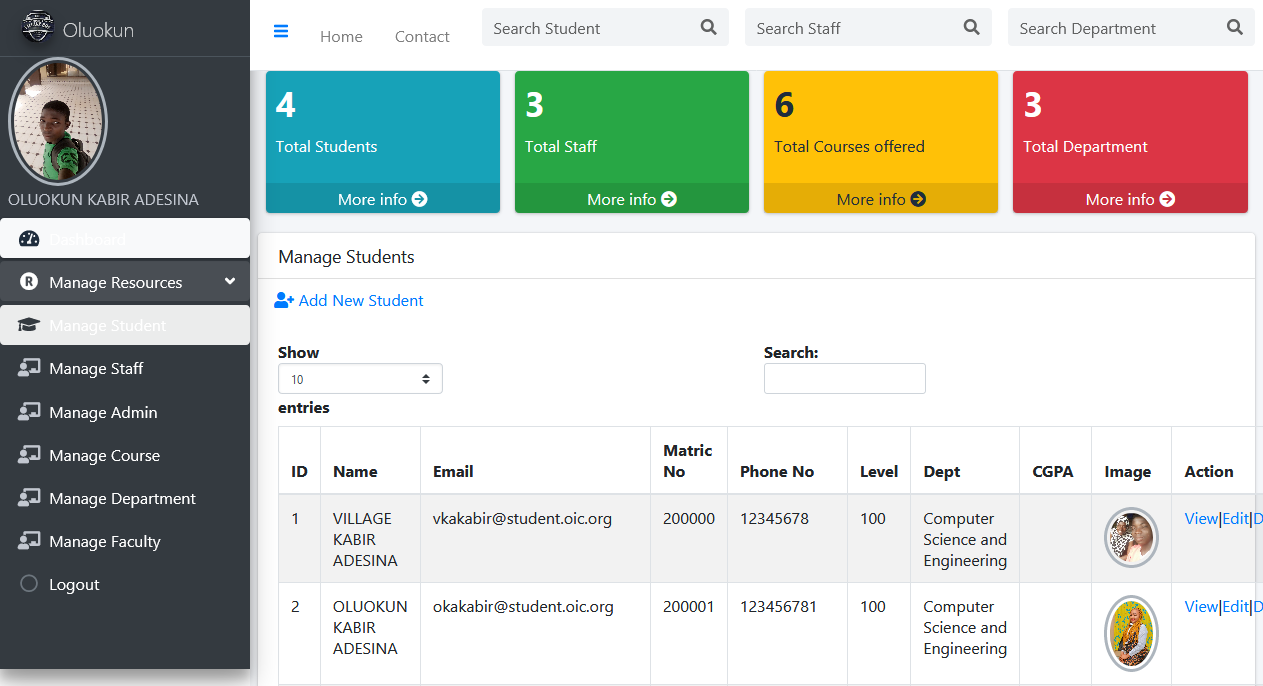 Oluokun
Home
Contact
Search Student
Search Staff
Search Department
OLUOKUN KABIR ADESINA
Dashboard
R Manage Resources
Manage Student
Manage Staff
Manage Admin
Manage Course
Manage Department
Manage Faculty
Logout
4
Total Students
More info
3
Total Staff
More info
6
Total Courses offered
More info
3
Total Department
More info
Manage Students
Add New Student
Show
10
entries
Search:
ID Name Email Matric No Phone No Level Dept CGPA Image Action
1 VILLAGE KABIR ADESINA vkakabir@student.oic.org 200000 12345678 100 Computer Science and Engineering View|Edit|D
2 OLUOKUN KABIR ADESINA okakabir@student.oic.org 200001 123456781 100 Computer Science and Engineering View|Edit|D